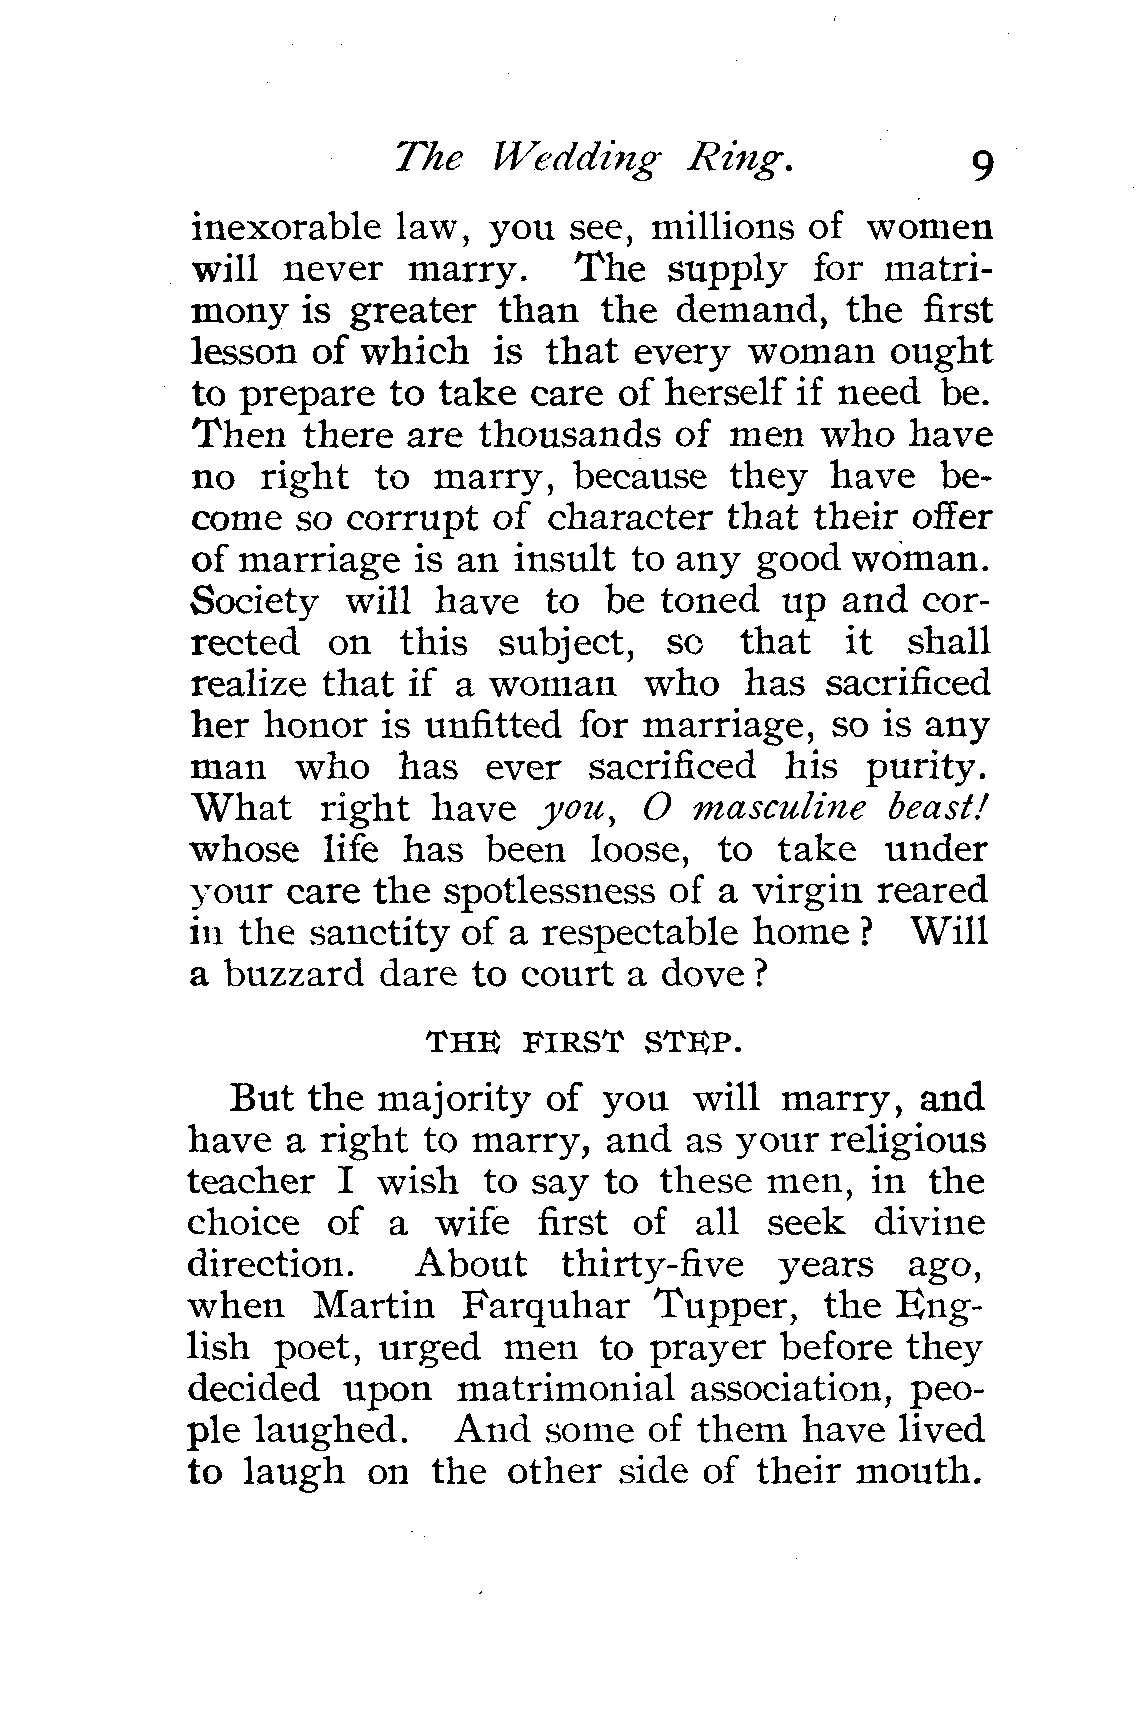 The Wedding Ring. 9
inexorable law, you see, millions of women
will never marry. The supply for matri-
mony is greater than the demand, the first
lesson of which is that every woman ought
to prepare to take care of herself if need be.
Then there are thousands of men who have
no right to marry, because they have be-
come so corrupt of character that their offer
of marriage is an insult to any good woman.
Society will have to be toned up and cor-
rected on this subject, so that it shall
realize that if a woman who has sacrificed
her honor is unfitted for marriage, so is any
man who has ever sacrificed his purity.
What right have you, O masculine beast!
whose life has been loose, to take under
your care the spotlessness of a virgin reared
in the sanctity of a respectable home? Will
a buzzard dare to court a dove?
THE FIRST STEP.
But the majority of you will marry, and
have a right to marry, and as your religious
teacher I wish to say to these men, in the
choice of a wife first of all seek divine
direction. About thirty-five years ago,
when Martin Farquhar Tupper, the Eng-
lish poet, urged men to prayer before they
decided upon matrimonial association, peo-
ple laughed. And some of them have lived
to laugh on the other side of their mouth.